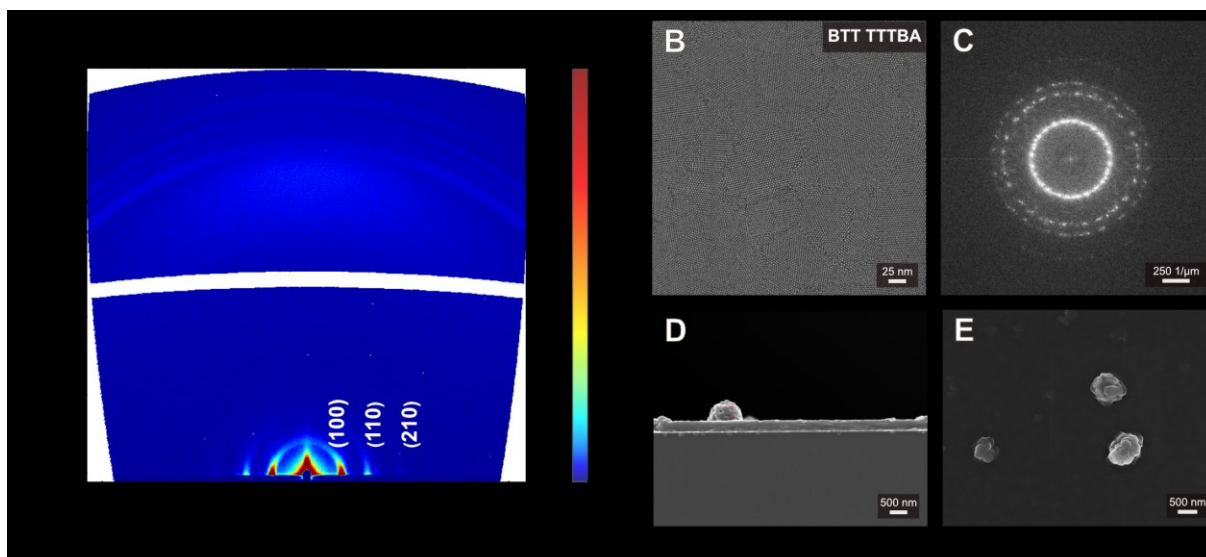 (100)
(110)
(210)
B
BTT TTTBA
25 nm
C
250 1/µm
D
500 nm
E
500 nm